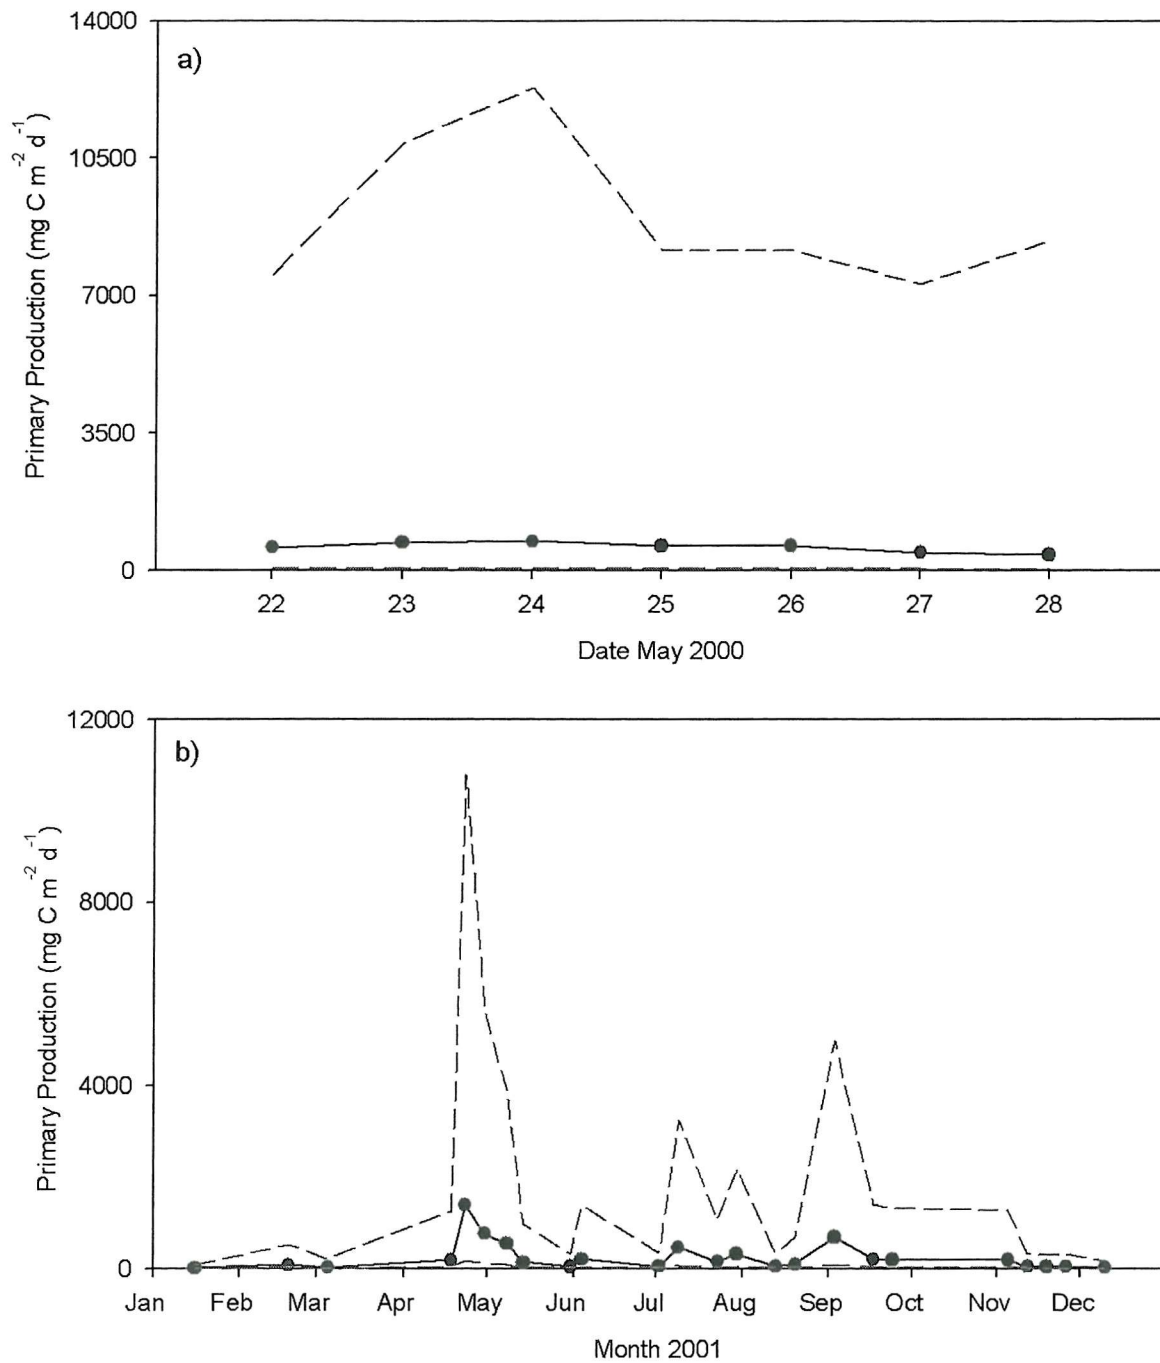 14000
a)
10500
7000
3500
0
Primary Production (mg C m⁻² d⁻¹)
22 23 24 25 26 27 28
Date May 2000
12000
b)
8000
4000
0
Primary Production (mg C m⁻² d⁻¹)
Jan Feb Mar Apr May Jun Jul Aug Sep Oct Nov Dec
Month 2001